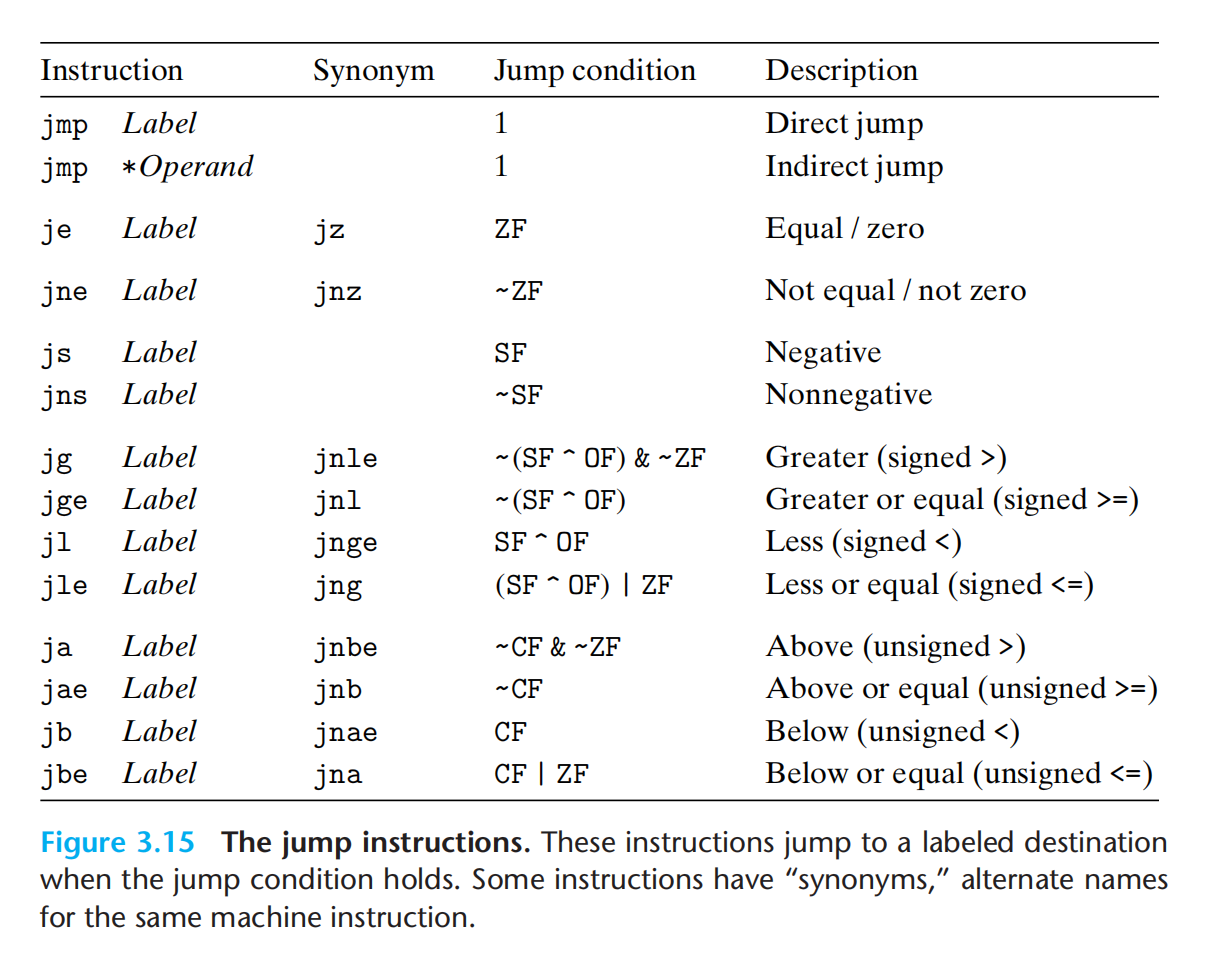 Instruction Synonym Jump condition Description
jmp Label 1 Direct jump
jmp *Operand 1 Indirect jump
je Label jz ZF Equal / zero
jne Label jnz ~ZF Not equal / not zero
js Label SF Negative
jns Label ~SF Nonnegative
jg Label jnle ~(SF ^ OF) & ~ZF Greater (signed >)
jge Label jnl ~(SF ^ OF) Greater or equal (signed >=)
jl Label jnge SF ^ OF Less (signed <)
jle Label jng (SF ^ OF) | ZF Less or equal (signed <=)
ja Label jnbe ~CF & ~ZF Above (unsigned >)
jae Label jnb ~CF Above or equal (unsigned >=)
jb Label jnae CF Below (unsigned <)
jbe Label jna CF | ZF Below or equal (unsigned <=)
Figure 3.15 The jump instructions. These instructions jump to a labeled destination
when the jump condition holds. Some instructions have “synonyms,” alternate names
for the same machine instruction.